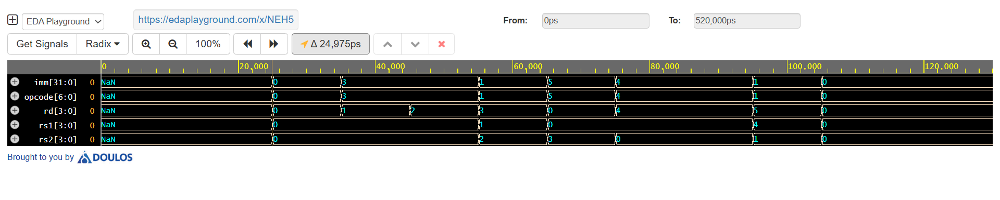 EDA Playground https://edaplayground.com/x/NEH5 From: 0ps To: 520,000ps
Get Signals Radix 100% Δ 24,975ps
0 20,000 40,000 60,000 80,000 100,000 120,000
imm[31:0] 0 NaN 0 3 1 5 4 1 0
opcode[6:0] 0 NaN 0 3 1 5 4 1 0
rd[3:0] 0 NaN 0 1 2 3 0 4 5 0
rs1[3:0] 0 NaN 0 1 0 4 0
rs2[3:0] 0 NaN 0 2 3 0 1 0
Brought to you by DOULOS